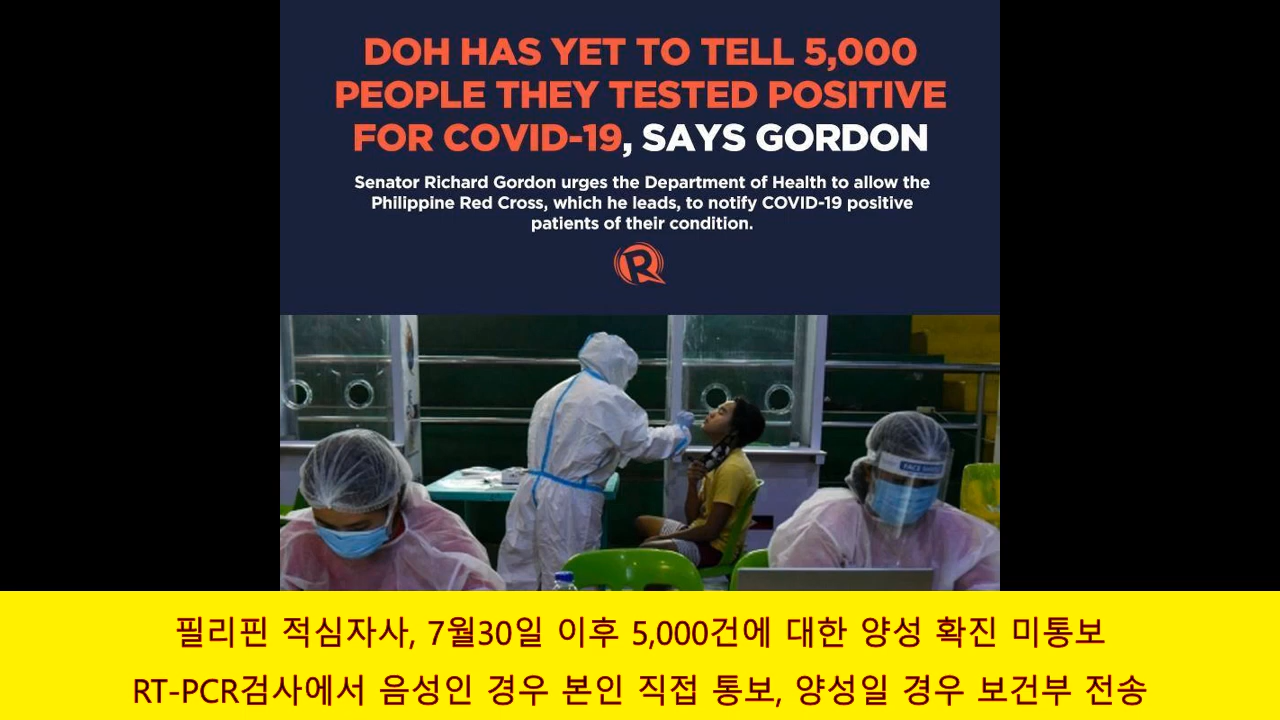 DOH HAS YET TO TELL 5,000
PEOPLE THEY TESTED POSITIVE
FOR COVID-19, SAYS GORDON
Senator Richard Gordon urges the Department of Health to allow the
Philippine Red Cross, which he leads, to notify COVID-19 positive
patients of their condition.
R
FACE SHIELD
필리핀 적심자사, 7월30일 이후 5,000건에 대한 양성 확진 미통보
RT-PCR검사에서 음성인 경우 본인 직접 통보, 양성일 경우 보건부 전송